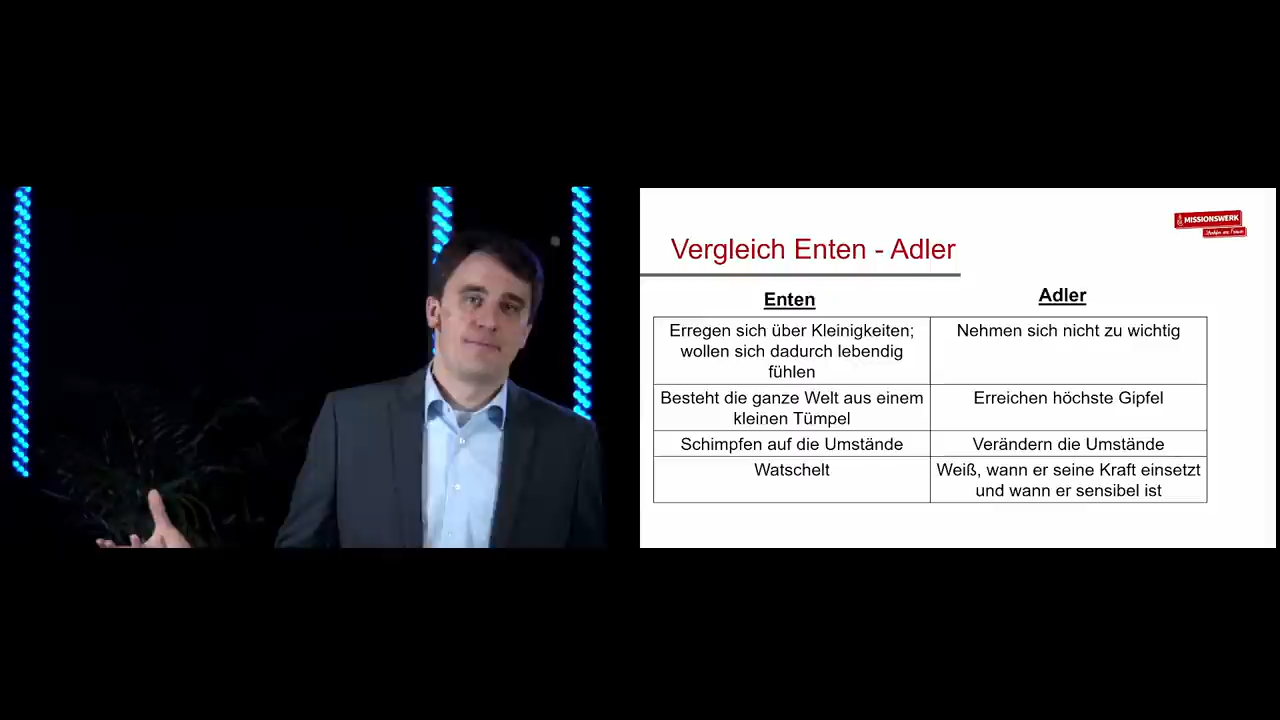 MISSIONSWERK
Vergleich Enten - Adler
Enten
Adler
Erregen sich über Kleinigkeiten;
wollen sich dadurch lebendig
fühlen
Nehmen sich nicht zu wichtig
Besteht die ganze Welt aus einem
kleinen Tümpel
Erreichen höchste Gipfel
Schimpfen auf die Umstände
Verändern die Umstände
Watschelt
Weiß, wann er seine Kraft einsetzt
und wann er sensibel ist